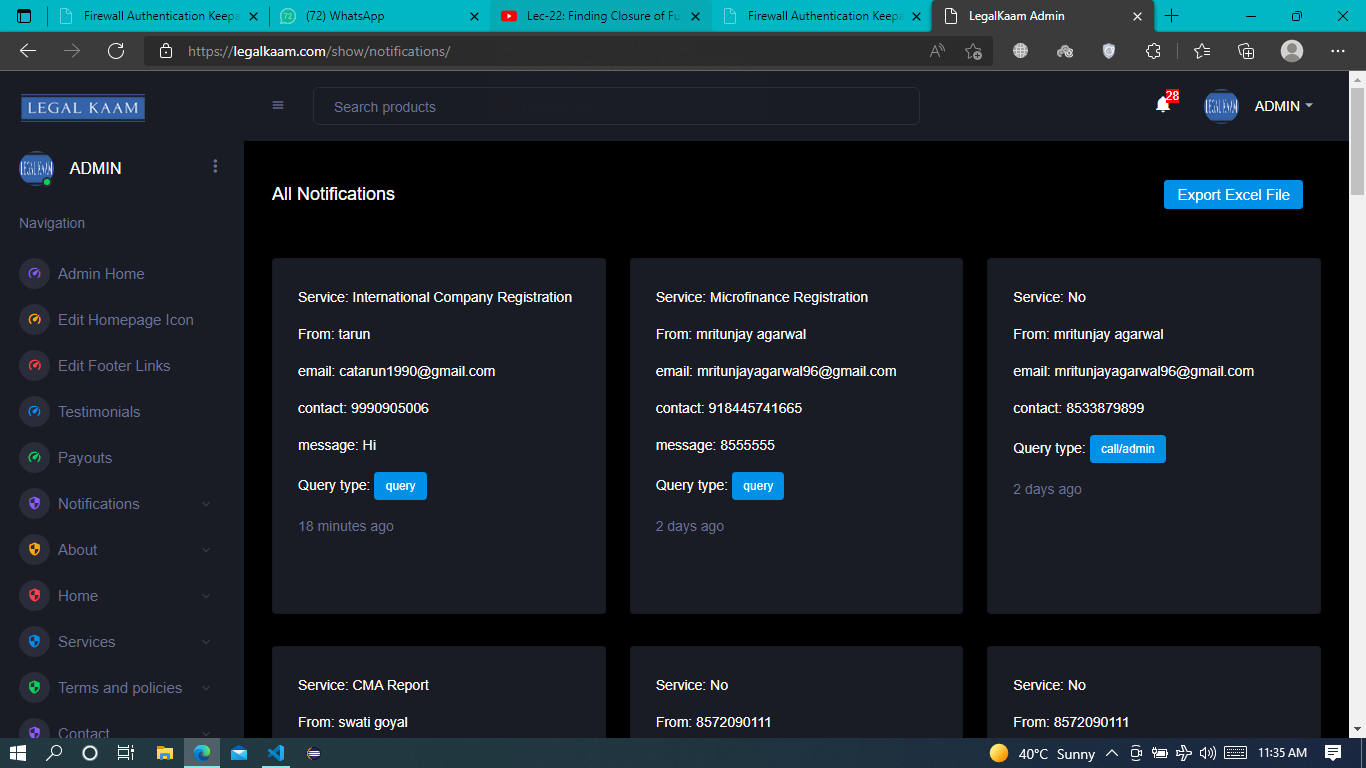 Firewall Authentication Keepa
(72) WhatsApp
Lec-22: Finding Closure of Fu
Firewall Authentication Keepa
LegalKaam Admin
https://legalkaam.com/show/notifications/
LEGAL KAAM
Search products
28
LEGAL KAAM
ADMIN
LEGAL KAAM
ADMIN
Navigation
Admin Home
Edit Homepage Icon
Edit Footer Links
Testimonials
Payouts
Notifications
About
Home
Services
Terms and policies
Contact
All Notifications
Export Excel File
Service: International Company Registration
From: tarun
email: catarun1990@gmail.com
contact: 9990905006
message: Hi
Query type: query
18 minutes ago
Service: Microfinance Registration
From: mritunjay agarwal
email: mritunjayagarwal96@gmail.com
contact: 918445741665
message: 8555555
Query type: query
2 days ago
Service: No
From: mritunjay agarwal
email: mritunjayagarwal96@gmail.com
contact: 8533879899
Query type: call/admin
2 days ago
Service: CMA Report
From: swati goyal
Service: No
From: 8572090111
Service: No
From: 8572090111
40°C Sunny
11:35 AM